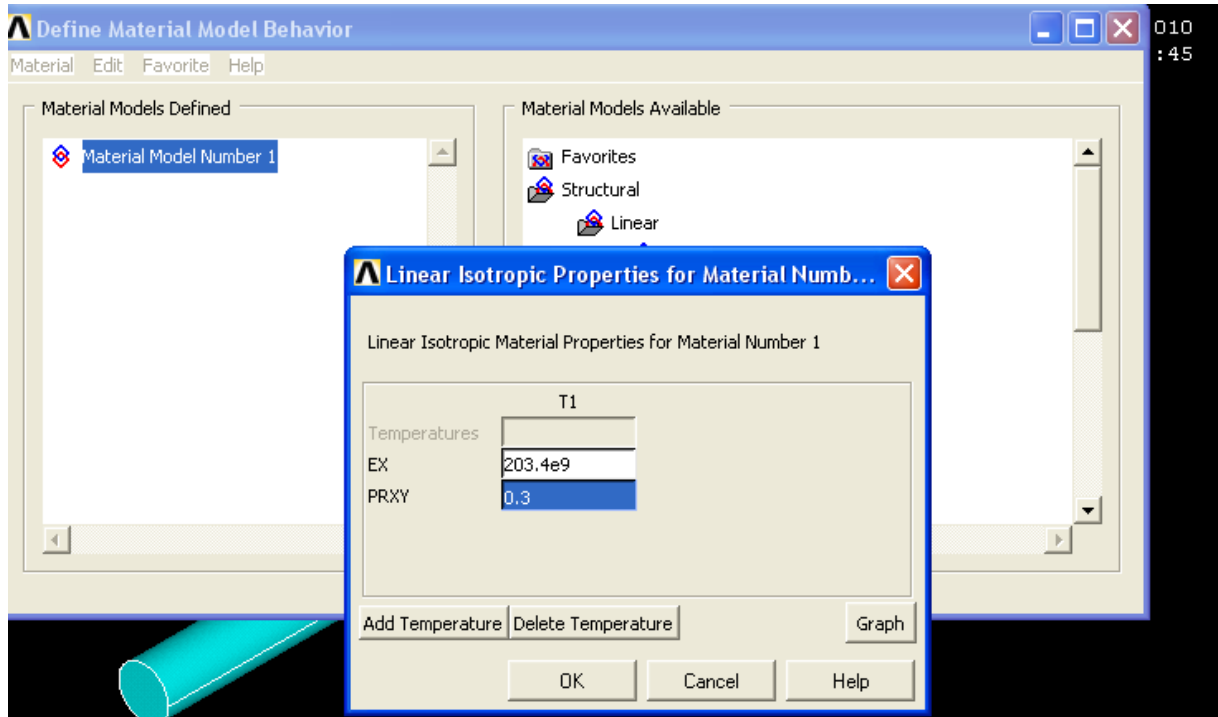 Define Material Model Behavior
010
:45
Material Edit Favorite Help
Material Models Defined
Material Models Available
Material Model Number 1
Favorites
Structural
Linear
Linear Isotropic Properties for Material Numb...
Linear Isotropic Material Properties for Material Number 1
T1
Temperatures
EX 203.4e9
PRXY 0.3
Add Temperature Delete Temperature Graph
OK Cancel Help